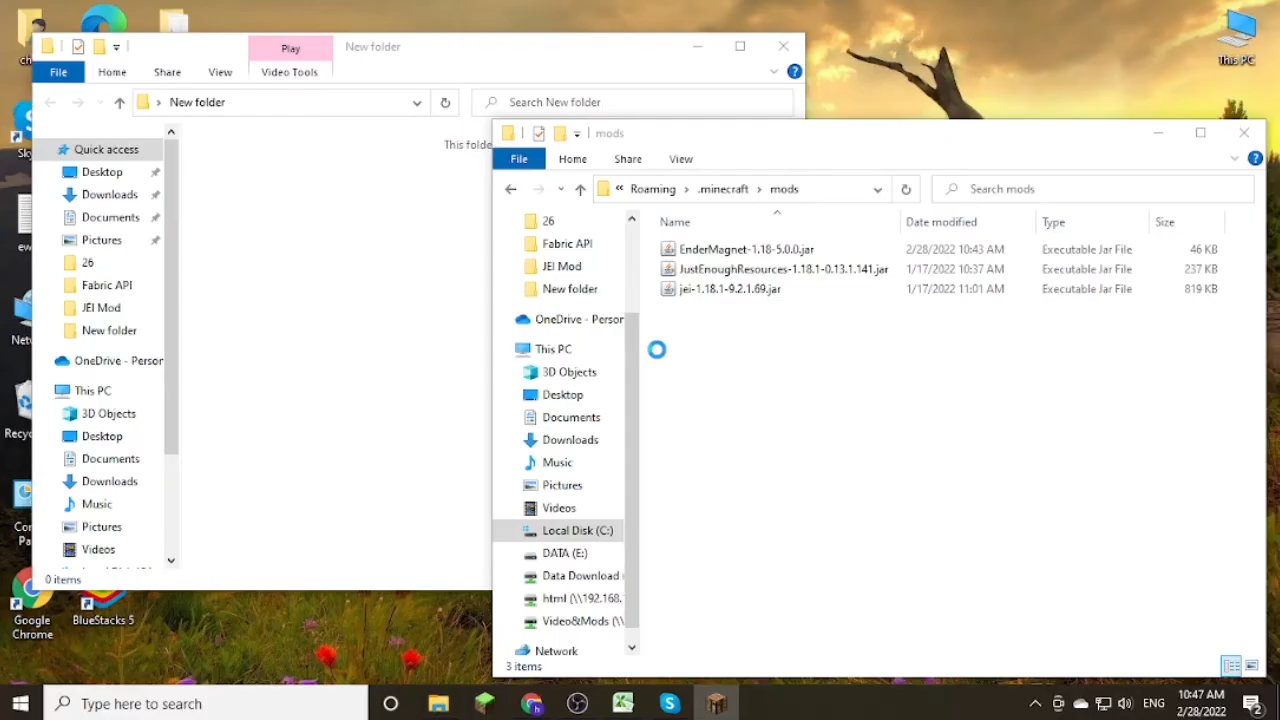 Play
New folder
File
Home
Share
View
Video Tools
New folder
Search New folder
This folde
Quick access
Desktop
Downloads
Documents
Pictures
26
Fabric API
JEI Mod
New folder
OneDrive - Person
This PC
3D Objects
Desktop
Documents
Downloads
Music
Pictures
Videos
0 items
mods
File
Home
Share
View
Roaming
.minecraft
mods
Search mods
26
Fabric API
JEI Mod
New folder
OneDrive - Person
This PC
3D Objects
Desktop
Documents
Downloads
Music
Pictures
Videos
Local Disk (C:)
DATA (E:)
Data Download
html (\\192.168.
Video&Mods (\\
Network
Name Date modified Type Size
EnderMagnet-1.18-5.0.0.jar 2/28/2022 10:43 AM Executable Jar File 46 KB
JustEnoughResources-1.18.1-0.13.1.141.jar 1/17/2022 10:37 AM Executable Jar File 237 KB
jei-1.18.1-9.2.1.69.jar 1/17/2022 11:01 AM Executable Jar File 819 KB
3 items
This PC
Google
Chrome
BlueStacks 5
Type here to search
ENG
10:47 AM
2/28/2022
2